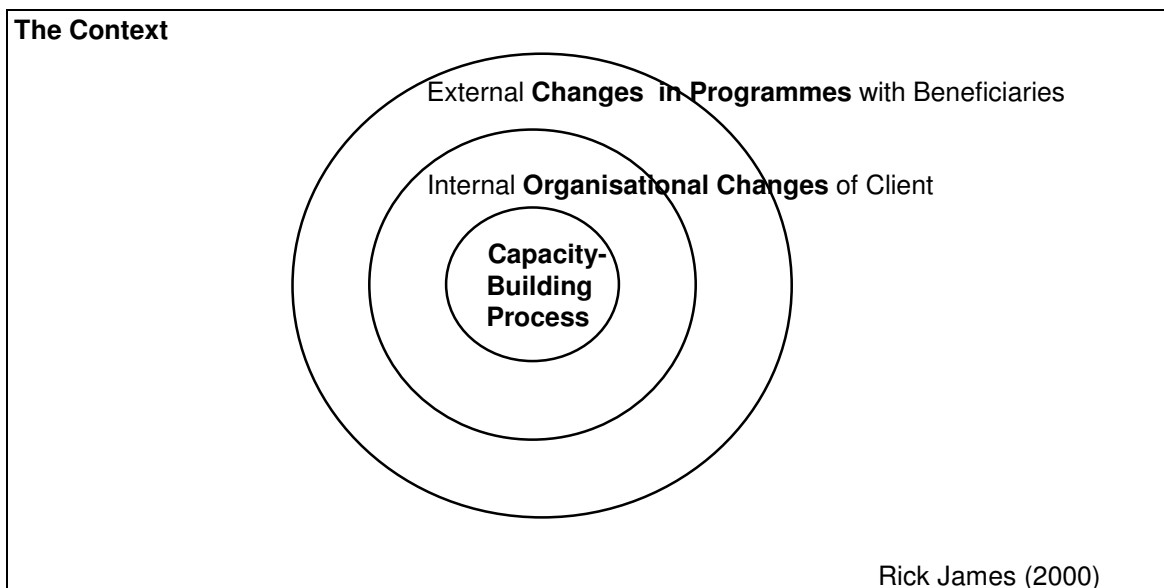 The Context
External Changes in Programmes with Beneficiaries
Internal Organisational Changes of Client
Capacity-
Building
Process
Rick James (2000)